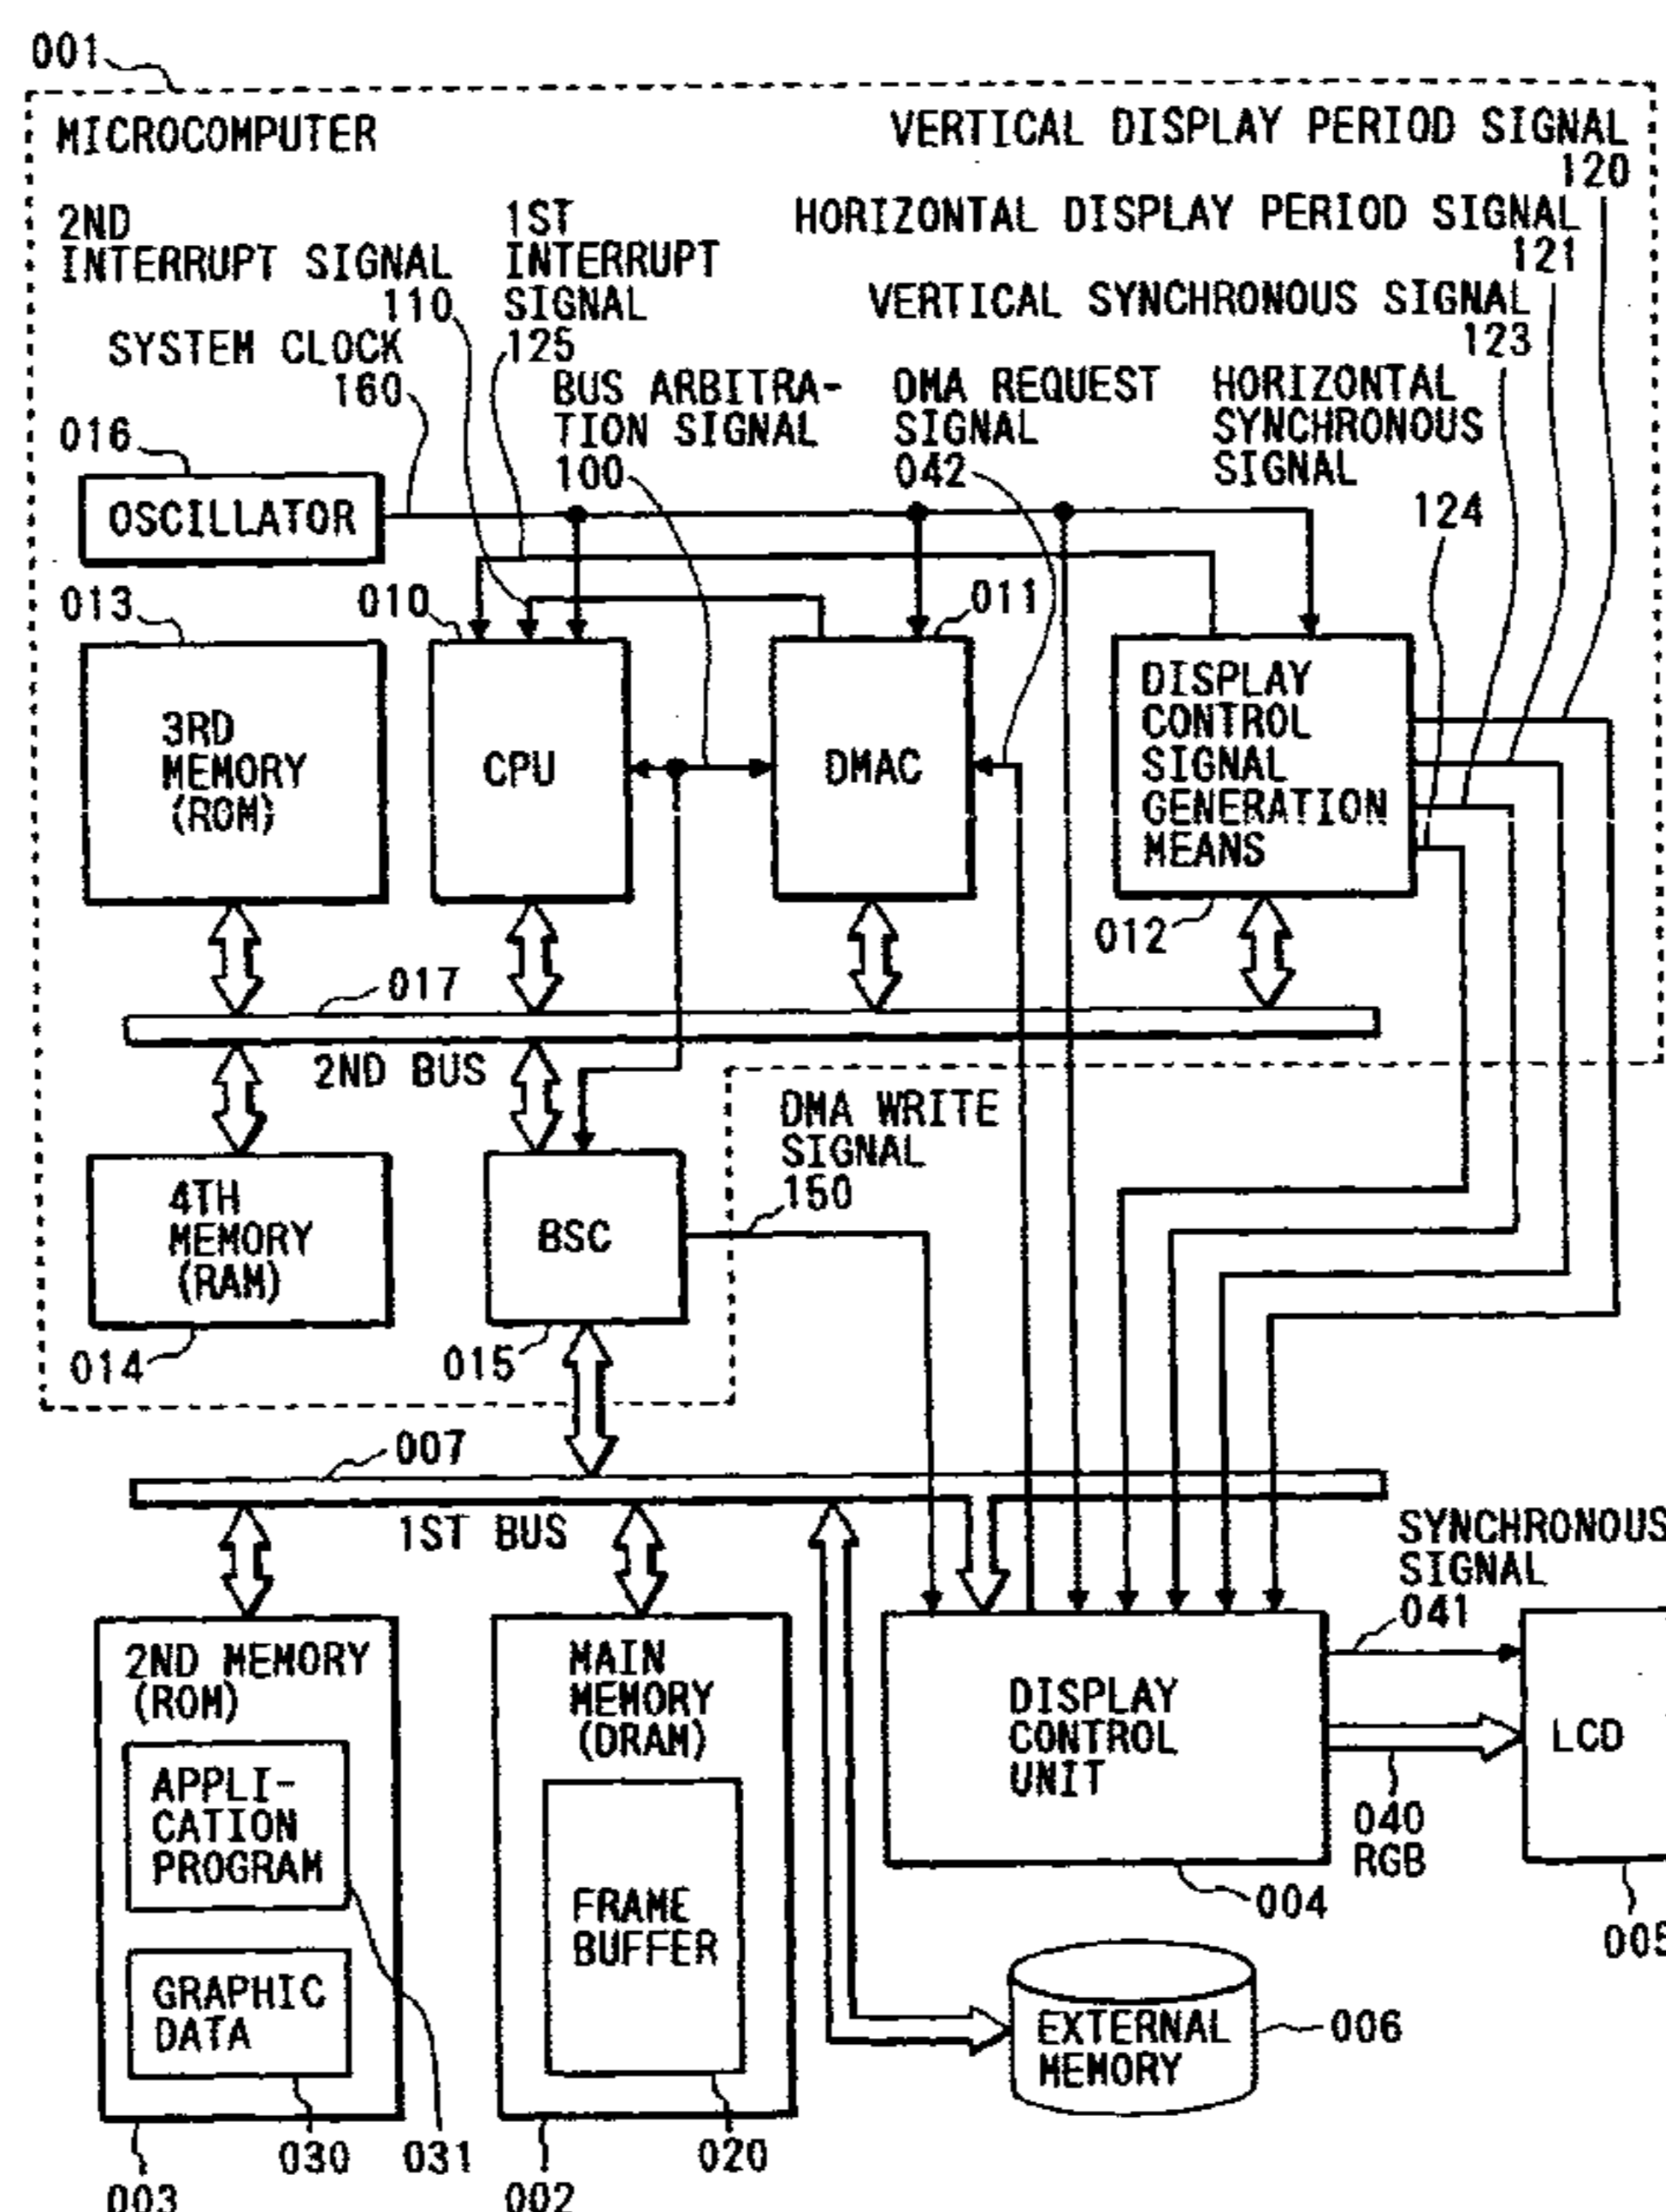 001
MICROCOMPUTER
VERTICAL DISPLAY PERIOD SIGNAL
120
HORIZONTAL DISPLAY PERIOD SIGNAL
121
2ND
INTERRUPT SIGNAL
110
1ST
INTERRUPT
SIGNAL
125
VERTICAL SYNCHRONOUS SIGNAL
123
SYSTEM CLOCK
160
BUS ARBITRA-
TION SIGNAL
100
DMA REQUEST
SIGNAL
042
HORIZONTAL
SYNCHRONOUS
SIGNAL
124
016
OSCILLATOR
013
010
011
3RD
MEMORY
(ROM)
CPU
DMAC
DISPLAY
CONTROL
SIGNAL
GENERATION
MEANS
012
017
2ND BUS
DMA WRITE
SIGNAL
150
4TH
MEMORY
(RAM)
BSC
014
015
007
1ST BUS
SYNCHRONOUS
SIGNAL
041
2ND MEMORY
(ROM)
MAIN
MEMORY
(DRAM)
DISPLAY
CONTROL
UNIT
LCD
APPLI-
CATION
PROGRAM
040
RGB
FRAME
BUFFER
004
005
GRAPHIC
DATA
EXTERNAL
MEMORY
006
030
031
020
003
002